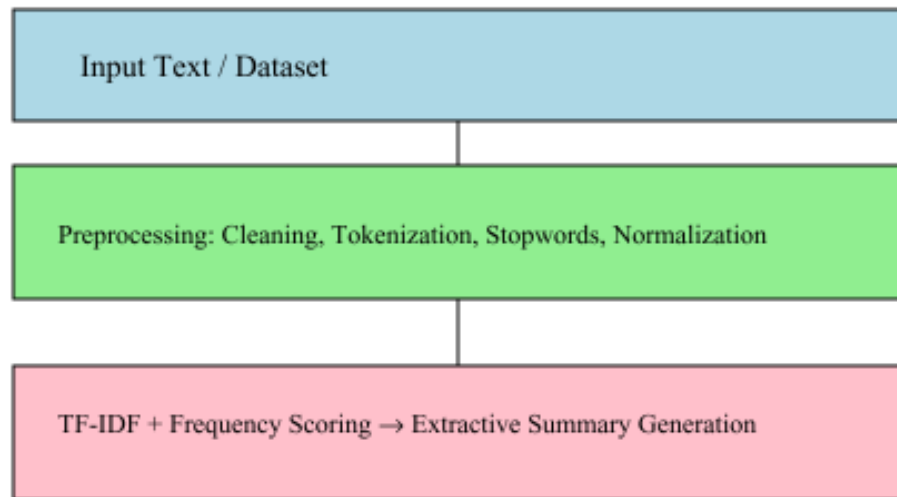 Input Text / Dataset
Preprocessing: Cleaning, Tokenization, Stopwords, Normalization
TF-IDF + Frequency Scoring → Extractive Summary Generation